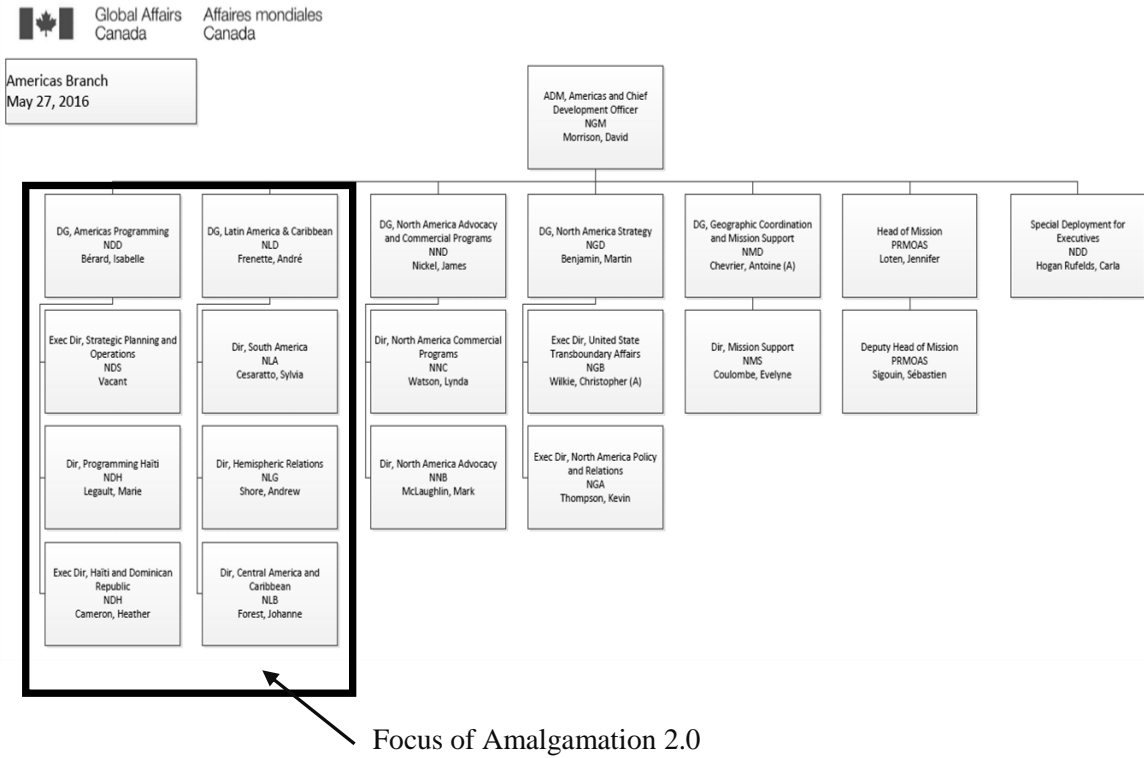 Global Affairs Affaires mondiales
Canada Canada
Americas Branch
May 27, 2016
ADM, Americas and Chief
Development Officer
NGM
Morrison, David
DG, Americas Programming
NDD
Bérard, Isabelle
DG, Latin America & Caribbean
NLD
Frenette, André
DG, North America Advocacy
and Commercial Programs
NND
Nickel, James
DG, North America Strategy
NGD
Benjamin, Martin
DG, Geographic Coordination
and Mission Support
NMD
Chevrier, Antoine (A)
Head of Mission
PRMOAS
Loten, Jennifer
Special Deployment for
Executives
NDD
Hogan Rufelds, Carla
Exec Dir, Strategic Planning and
Operations
NDS
Vacant
Dir, South America
NLA
Cesaratto, Sylvia
Dir, North America Commercial
Programs
NNC
Watson, Lynda
Exec Dir, United State
Transboundary Affairs
NGB
Wilkie, Christopher (A)
Dir, Mission Support
NMS
Coulombe, Evelyne
Deputy Head of Mission
PRMOAS
Sigouin, Sébastien
Dir, Programming Haïti
NDH
Legault, Marie
Dir, Hemispheric Relations
NLG
Shore, Andrew
Dir, North America Advocacy
NNB
McLaughlin, Mark
Exec Dir, North America Policy
and Relations
NGA
Thompson, Kevin
Exec Dir, Haïti and Dominican
Republic
NDH
Cameron, Heather
Dir, Central America and
Caribbean
NLB
Forest, Johanne
Focus of Amalgamation 2.0